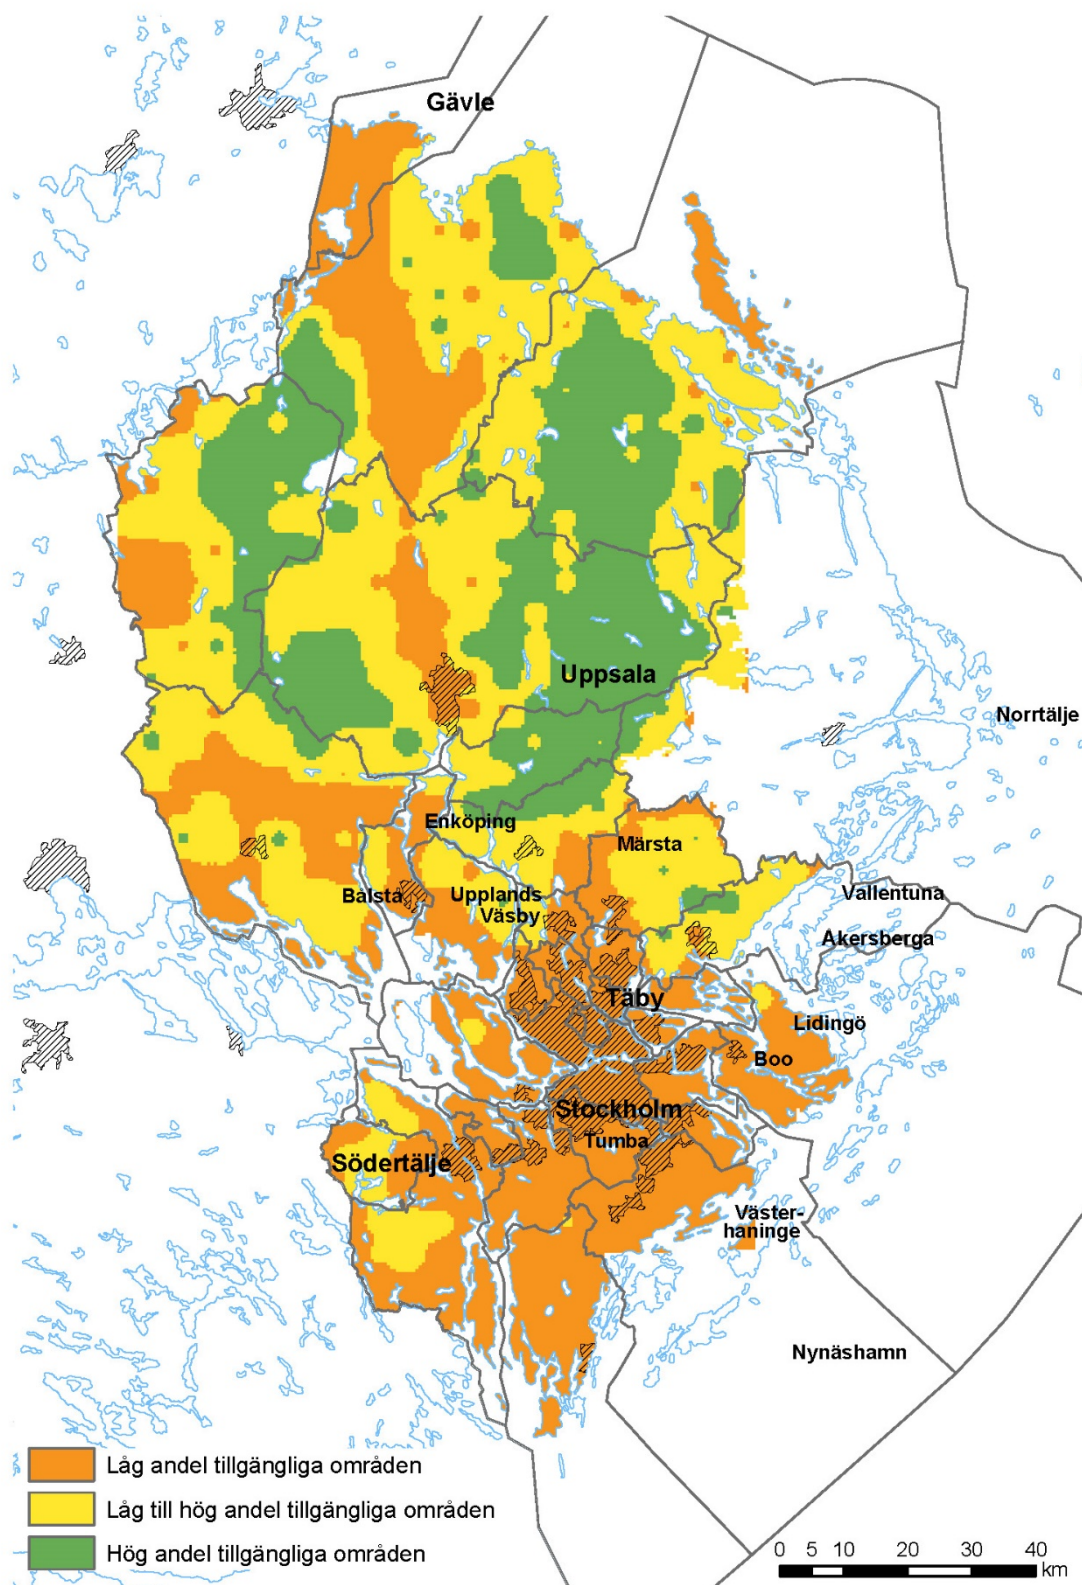 Gävle
Uppsala
Norrtälje
Enköping
Märsta
Bålsta
Upplands
Väsby
Vallentuna
Akersberga
Täby
Lidingö
Boo
Stockholm
Tumba
Södertälje
Väster-
haninge
Nynäshamn
Låg andel tillgängliga områden
Låg till hög andel tillgängliga områden
Hög andel tillgängliga områden
0 5 10 20 30 40
km